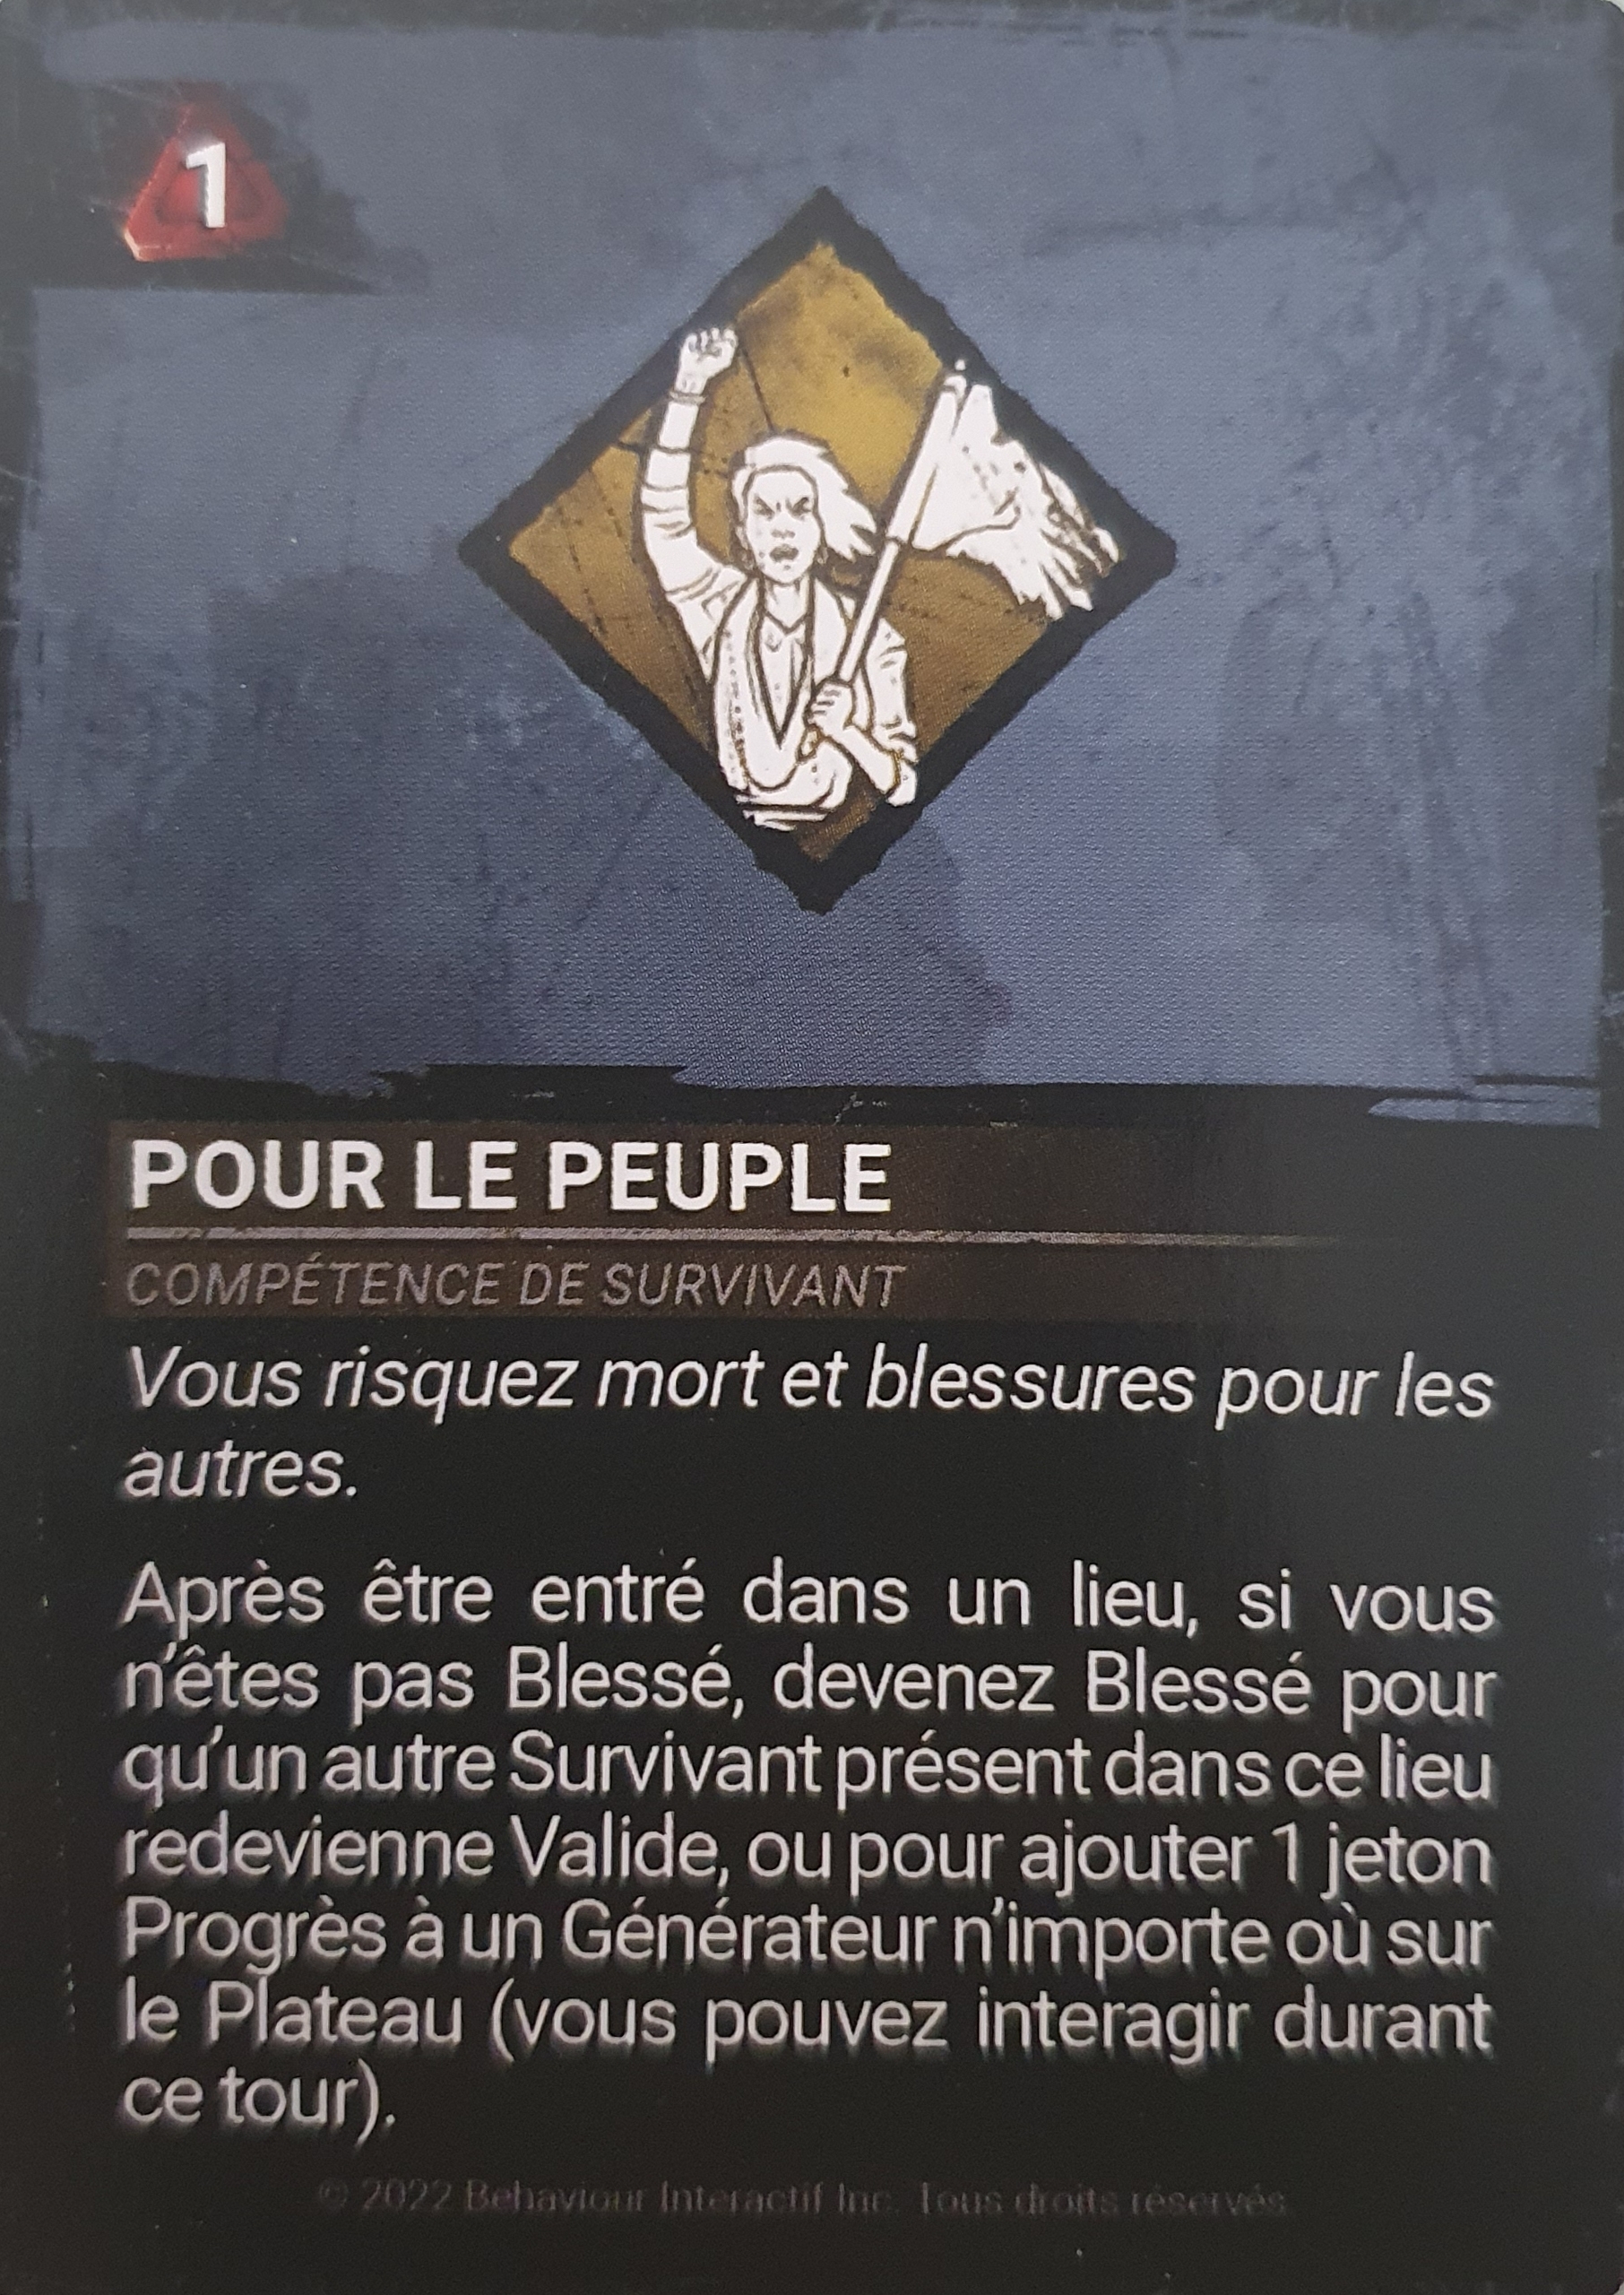 1
POUR LE PEUPLE
COMPÉTENCE DE SURVIVANT
Vous risquez mort et blessures pour les
autres.
Après être entré dans un lieu, si vous
n'êtes pas Blessé, devenez Blessé pour
qu'un autre Survivant présent dans ce lieu
redevienne Valide, ou pour ajouter 1 jeton
Progrès à un Générateur n'importe où sur
le Plateau (vous pouvez interagir durant
ce tour).
© 2022 Behaviour Interactif Inc. Tous droits réservés.